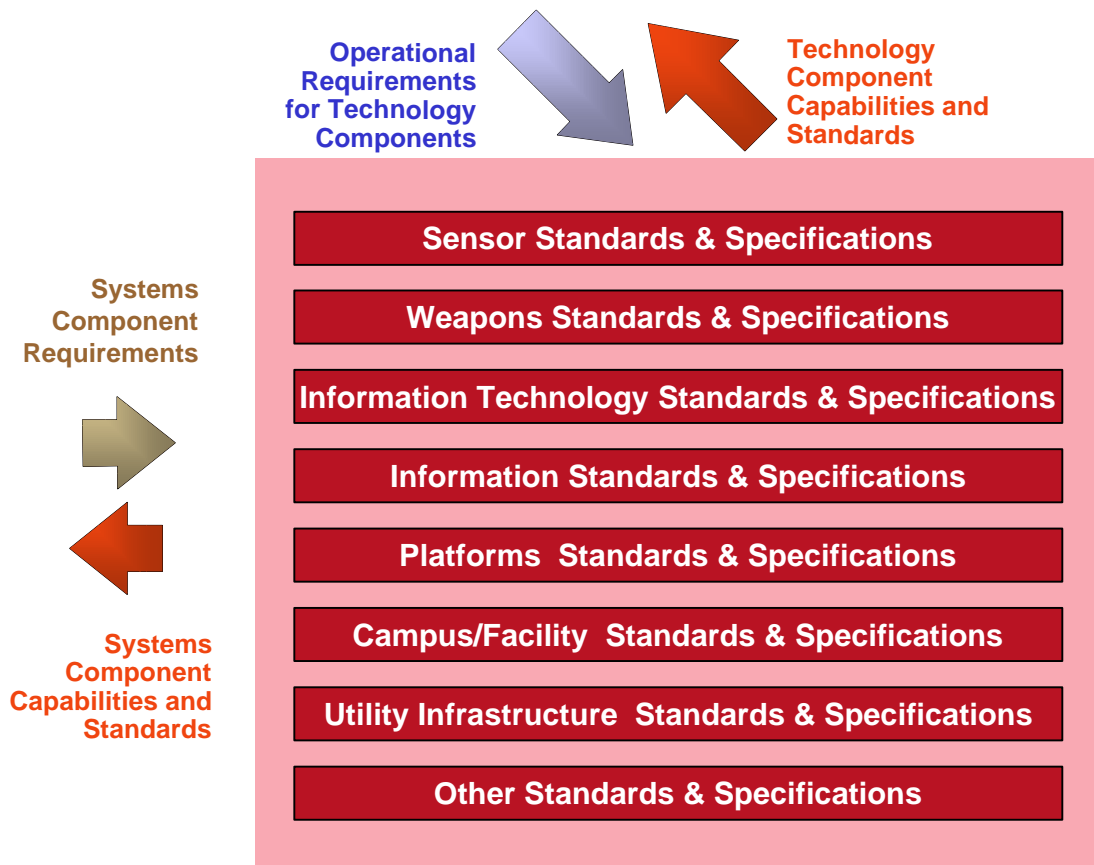 Operational
Requirements
for Technology
Components
Technology
Component
Capabilities and
Standards
Sensor Standards & Specifications
Systems
Component
Requirements
Weapons Standards & Specifications
Information Technology Standards & Specifications
Information Standards & Specifications
Platforms  Standards & Specifications
Systems
Component
Capabilities and
Standards
Campus/Facility  Standards & Specifications
Utility Infrastructure  Standards & Specifications
Other Standards & Specifications